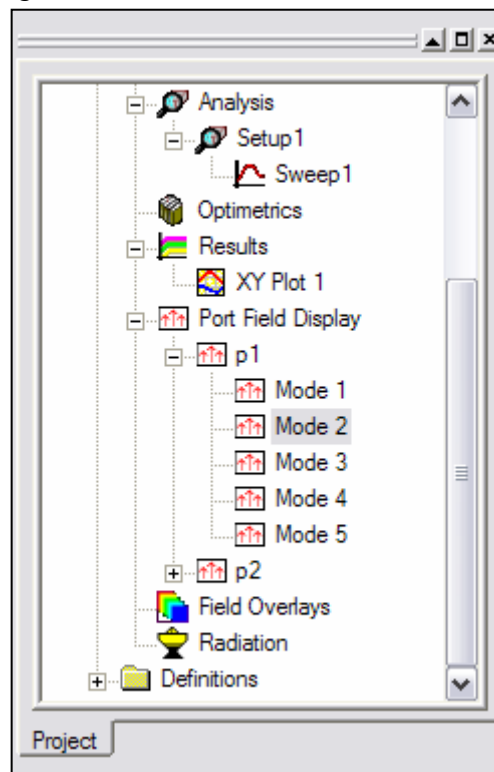 Analysis
Setup1
Sweep1
Optimetrics
Results
XY Plot 1
Port Field Display
p1
Mode 1
Mode 2
Mode 3
Mode 4
Mode 5
p2
Field Overlays
Radiation
Definitions
Project